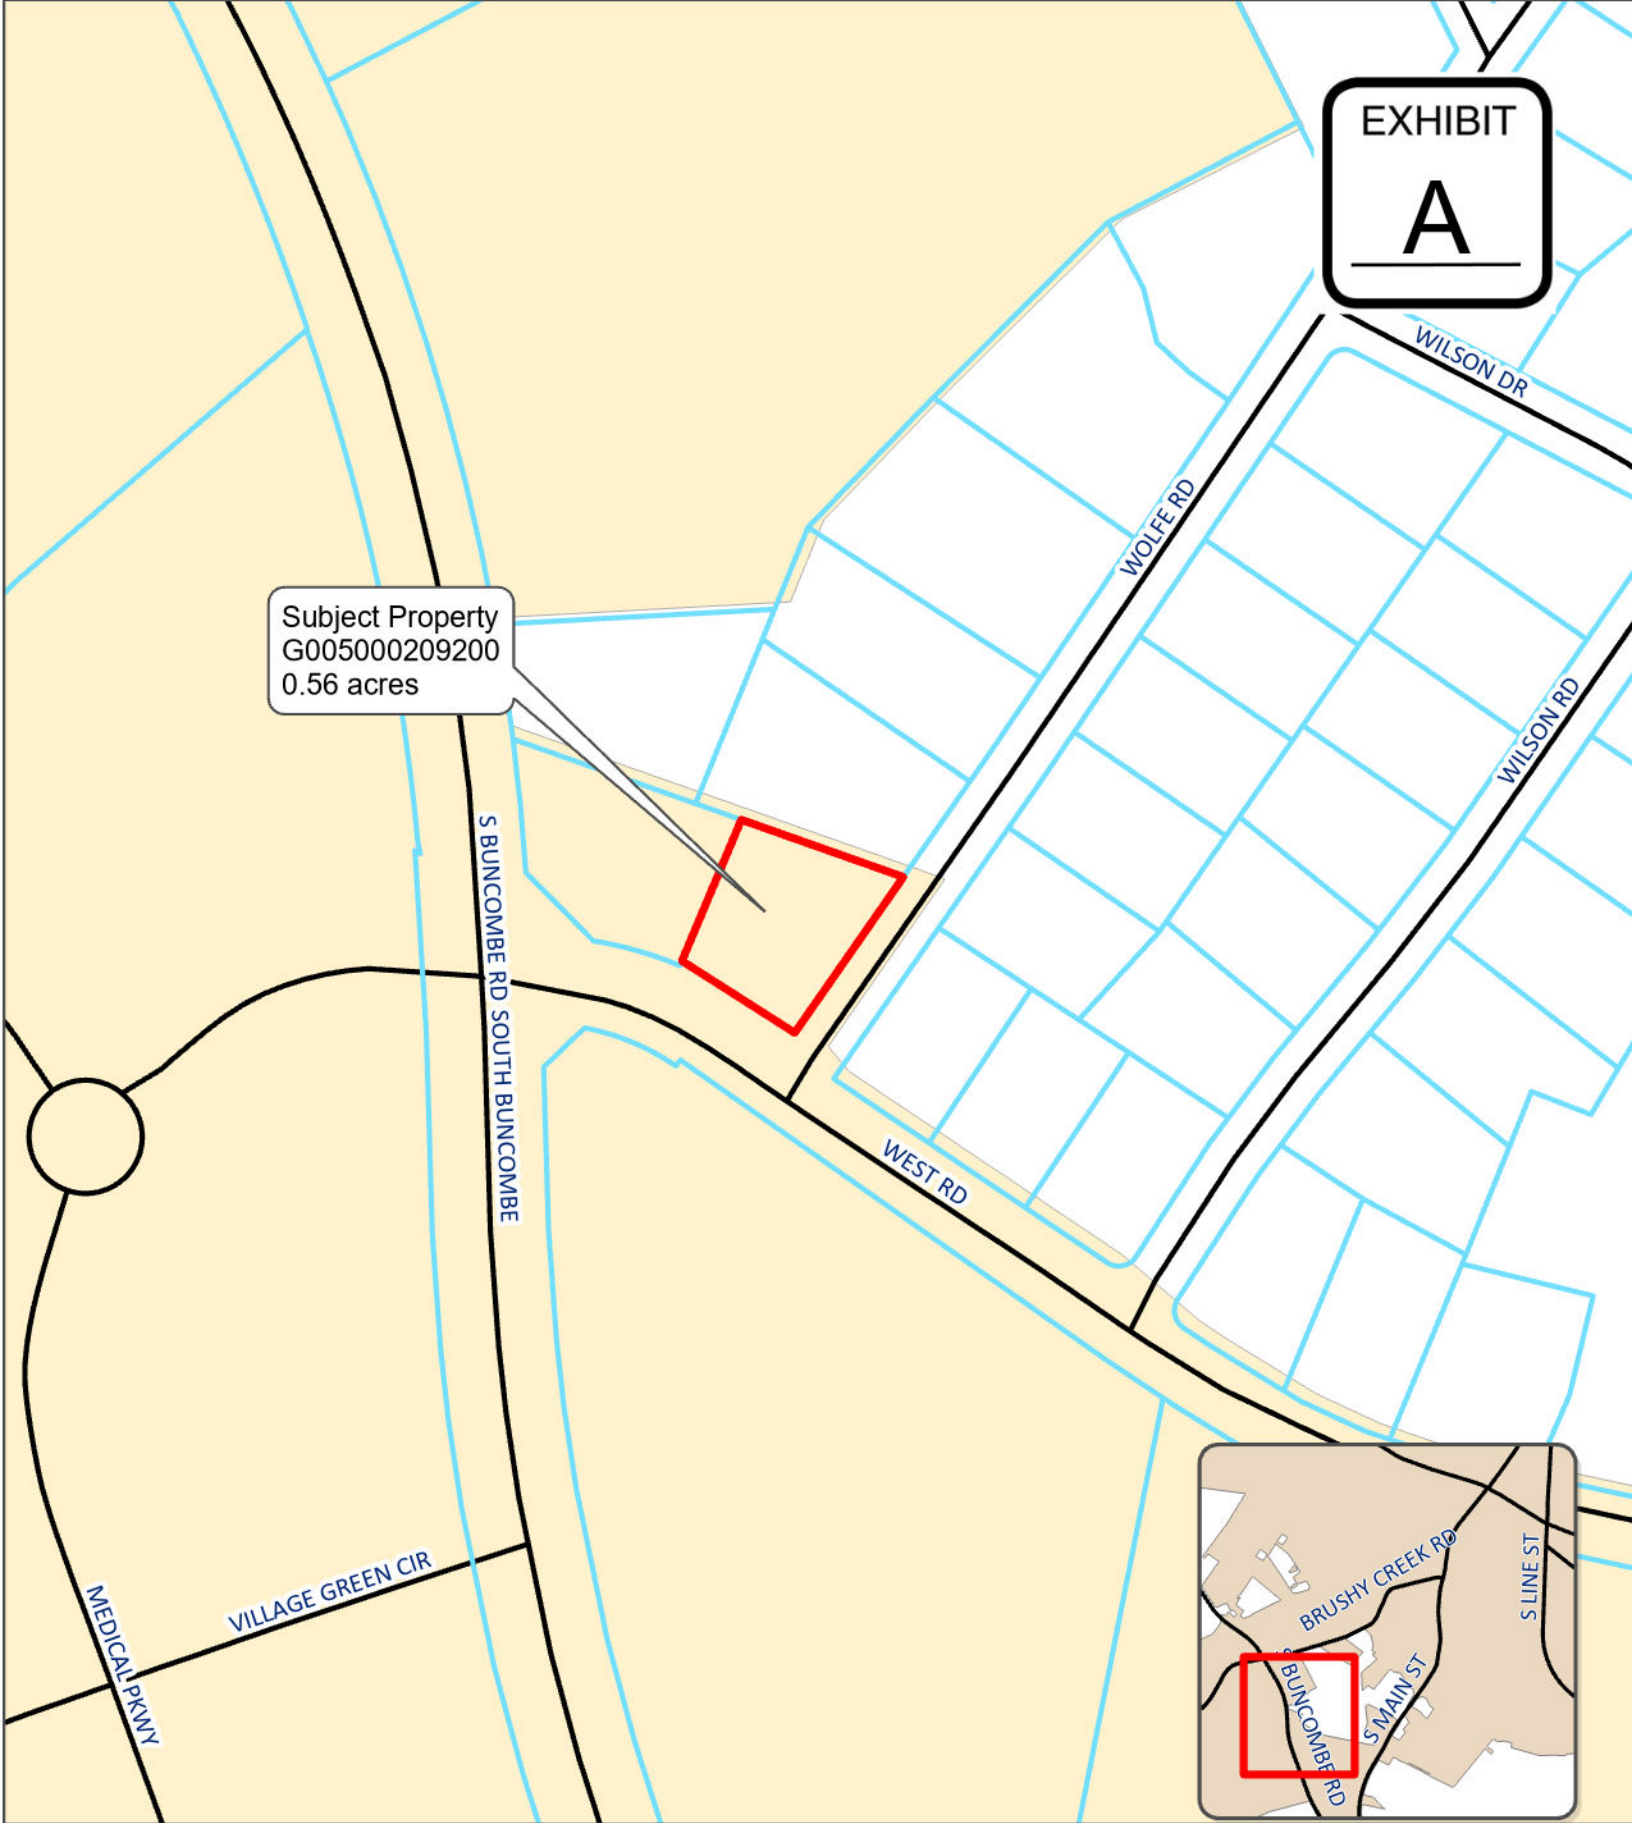 EXHIBIT
A
WILSON DR
WOLFE RD
Subject Property
G005000209200
0.56 acres
WILSON RD
S BUNCOMBE RD SOUTH BUNCOMBE
WEST RD
VILLAGE GREEN CIR
MEDICAL PKWY
BRUSHY CREEK RD
S LINE ST
S BUNCOMBE RD
S MAIN ST